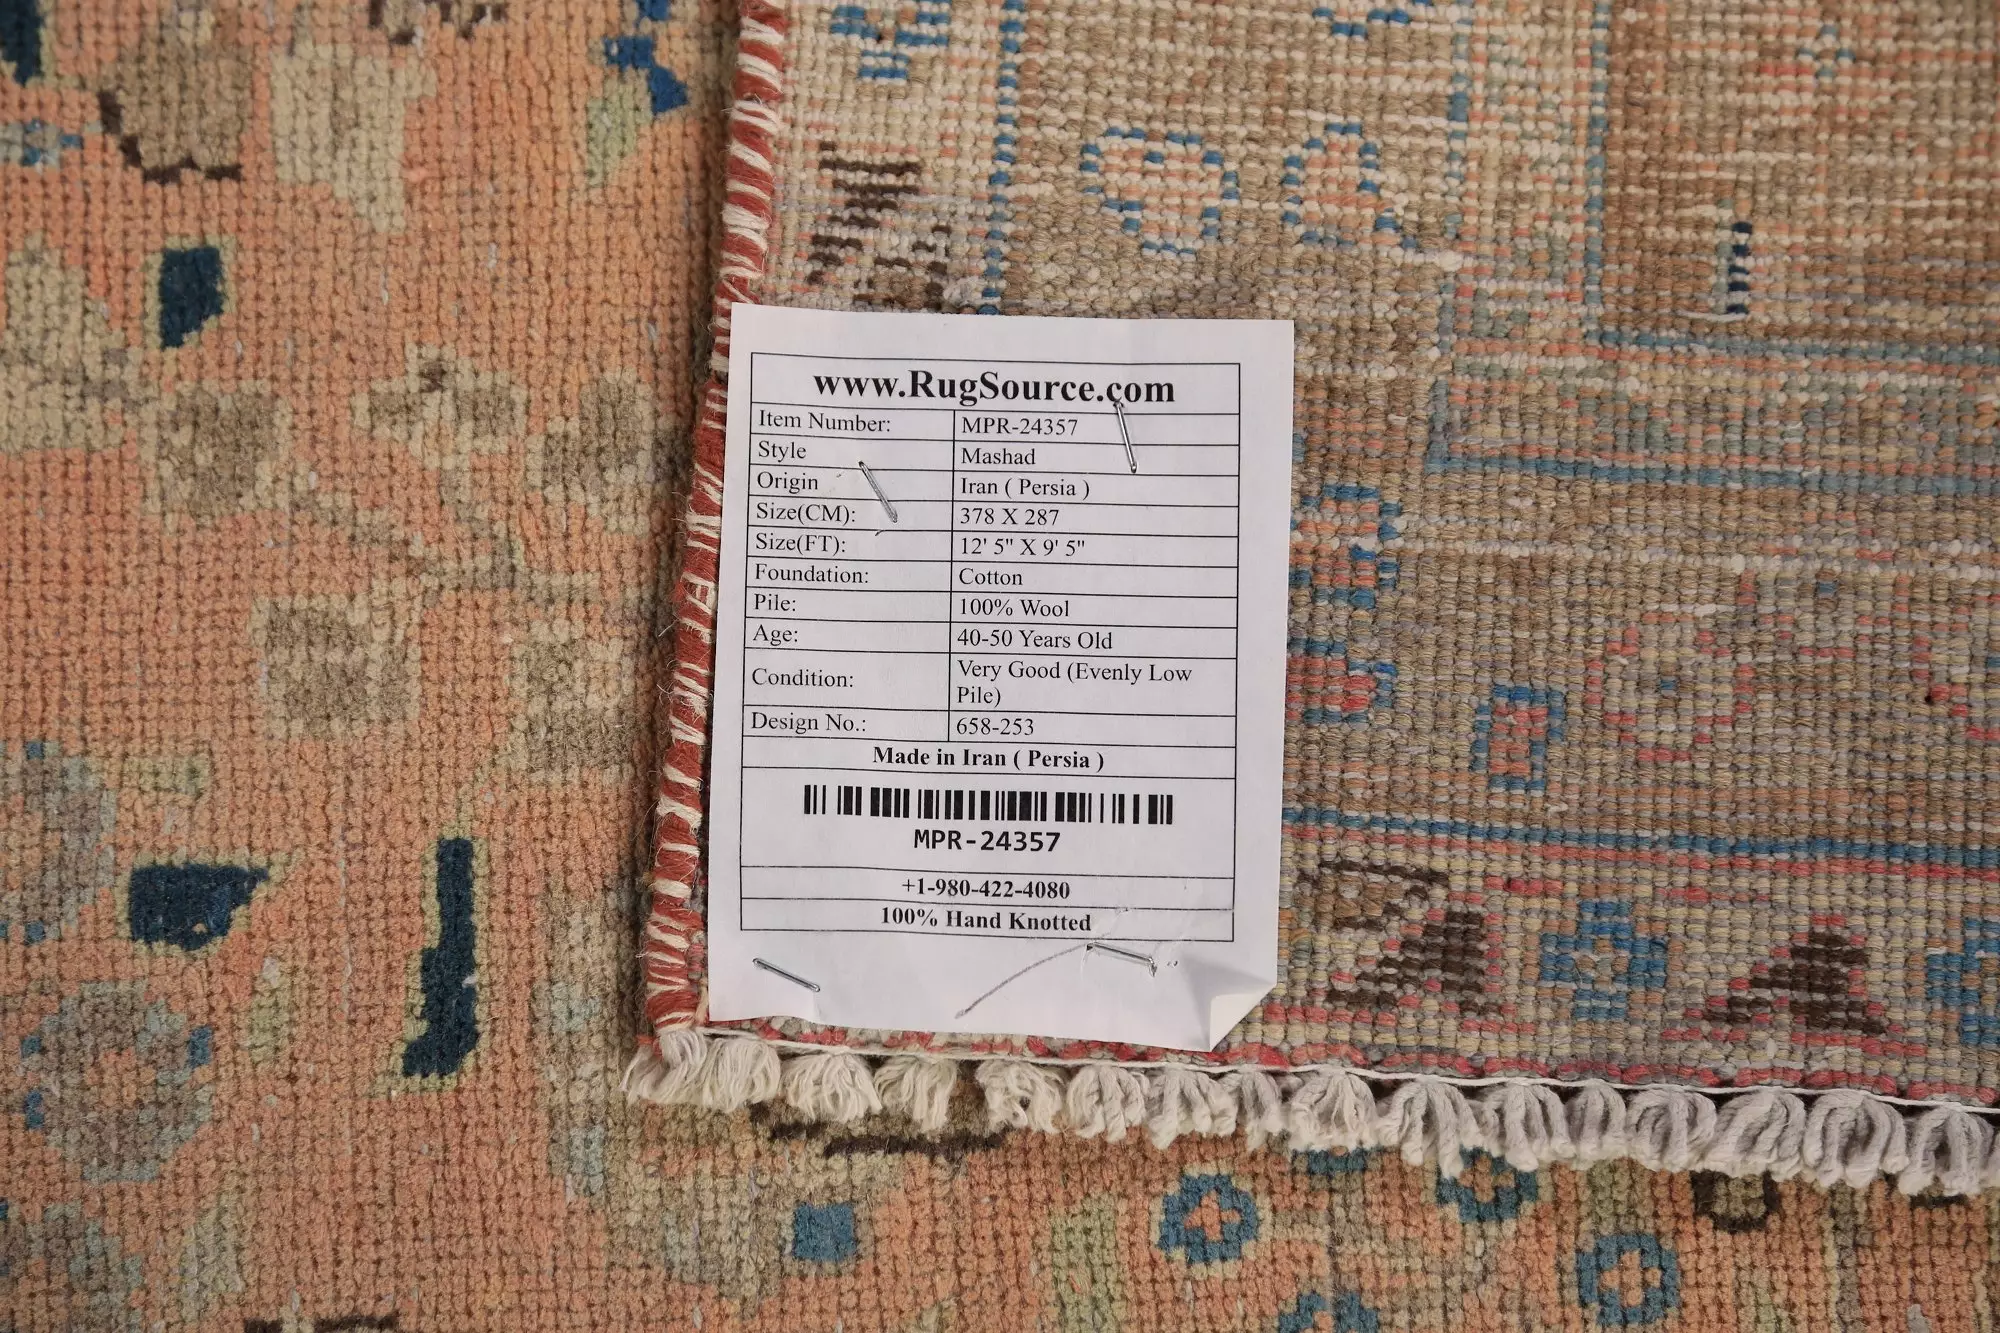 www.RugSource.com
Item Number: MPR-24357
Style Mashad
Origin Iran ( Persia )
Size(CM): 378 X 287
Size(FT): 12' 5" X 9' 5"
Foundation: Cotton
Pile: 100% Wool
Age: 40-50 Years Old
Condition: Very Good (Evenly Low
Pile)
Design No.: 658-253
Made in Iran ( Persia )
MPR-24357
+1-980-422-4080
100% Hand Knotted